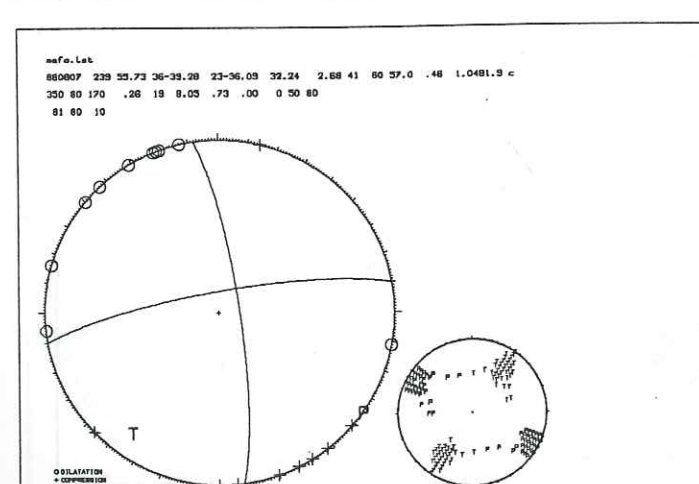 mefo.lst
880807 239 55.73 36-39.28 23-36.09 32.24 2.68 41 60 57.0 .46 1.0481.9 c
350 80 170 .26 19 9.05 .73 .00 0 50 80
81 80 10
T
P
O DILATATION
+ COMPRESSION